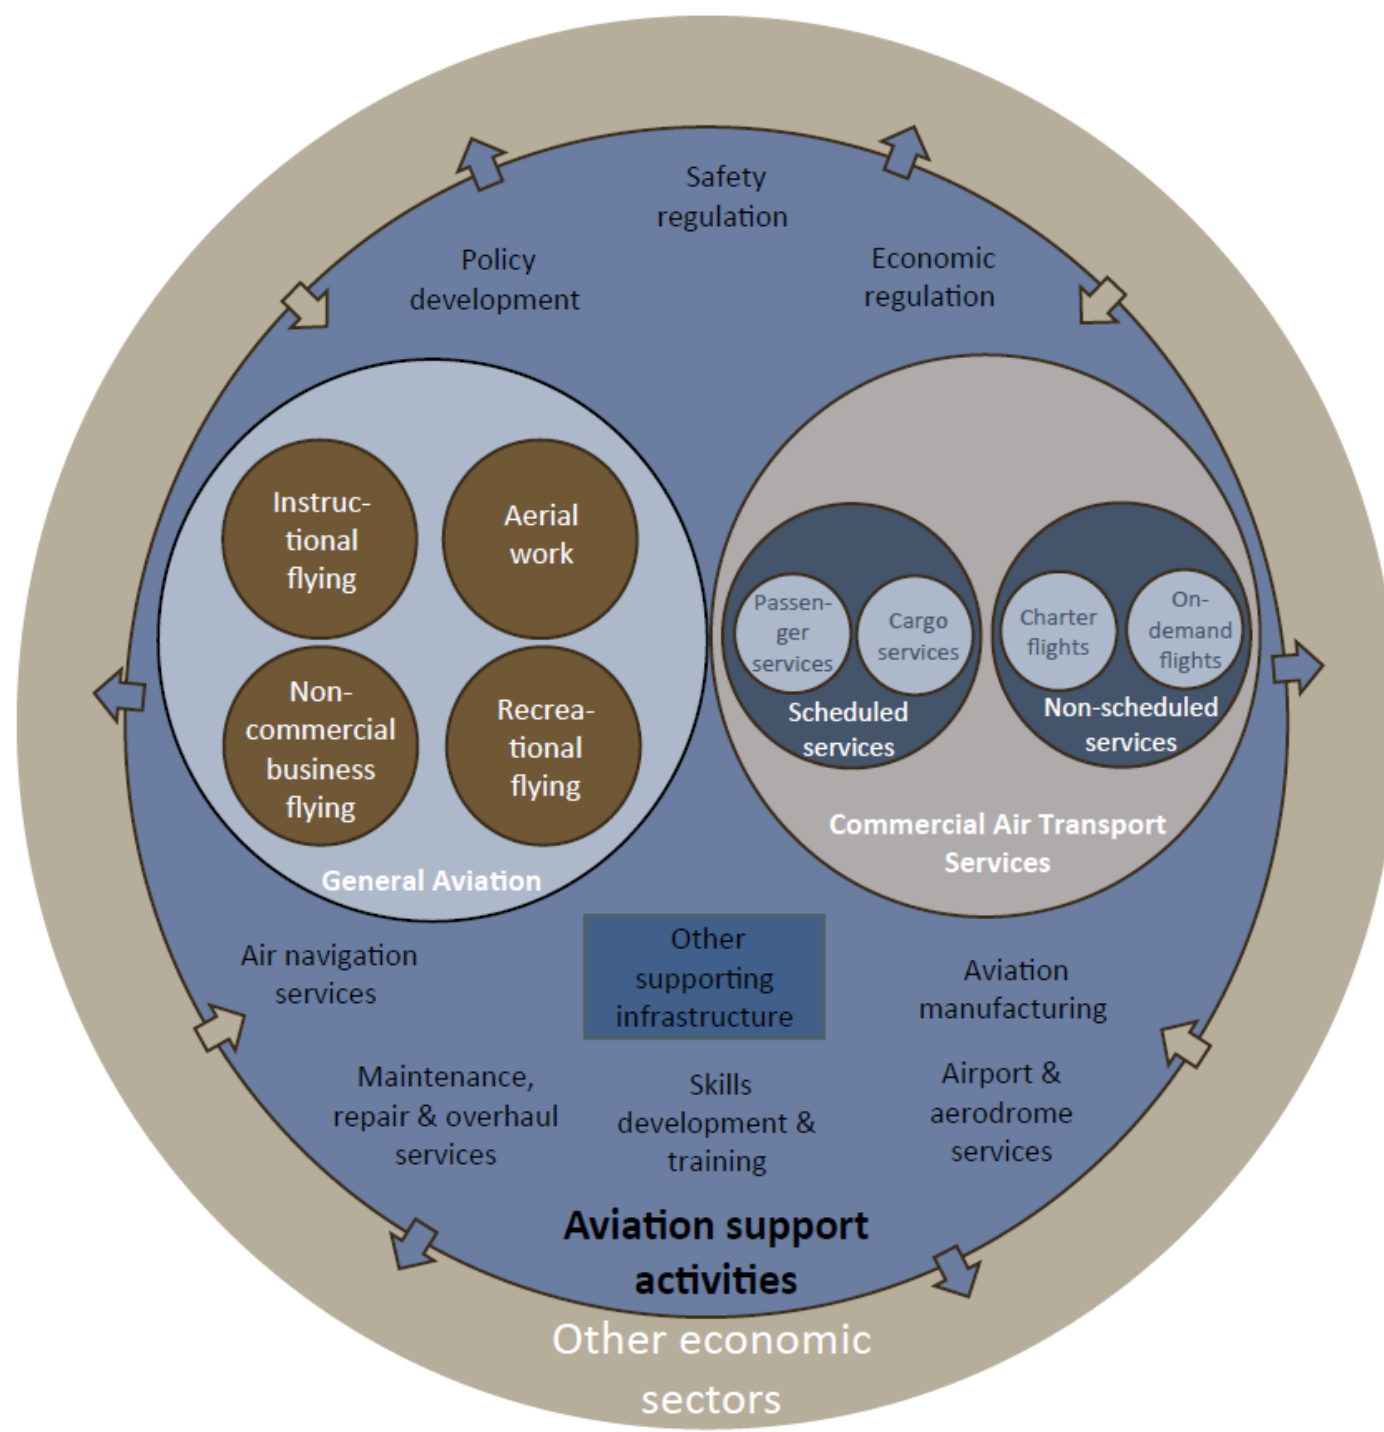 Safety
regulation
Policy
development
Economic
regulation
Instruc-
tional
flying
Aerial
work
Non-
commercial
business
flying
Recrea-
tional
flying
General Aviation
Passen-
ger
services
Cargo
services
Scheduled
services
Charter
flights
On-
demand
flights
Non-scheduled
services
Commercial Air Transport
Services
Air navigation
services
Other
supporting
infrastructure
Aviation
manufacturing
Maintenance,
repair & overhaul
services
Skills
development &
training
Airport &
aerodrome
services
Aviation support
activities
Other economic
sectors